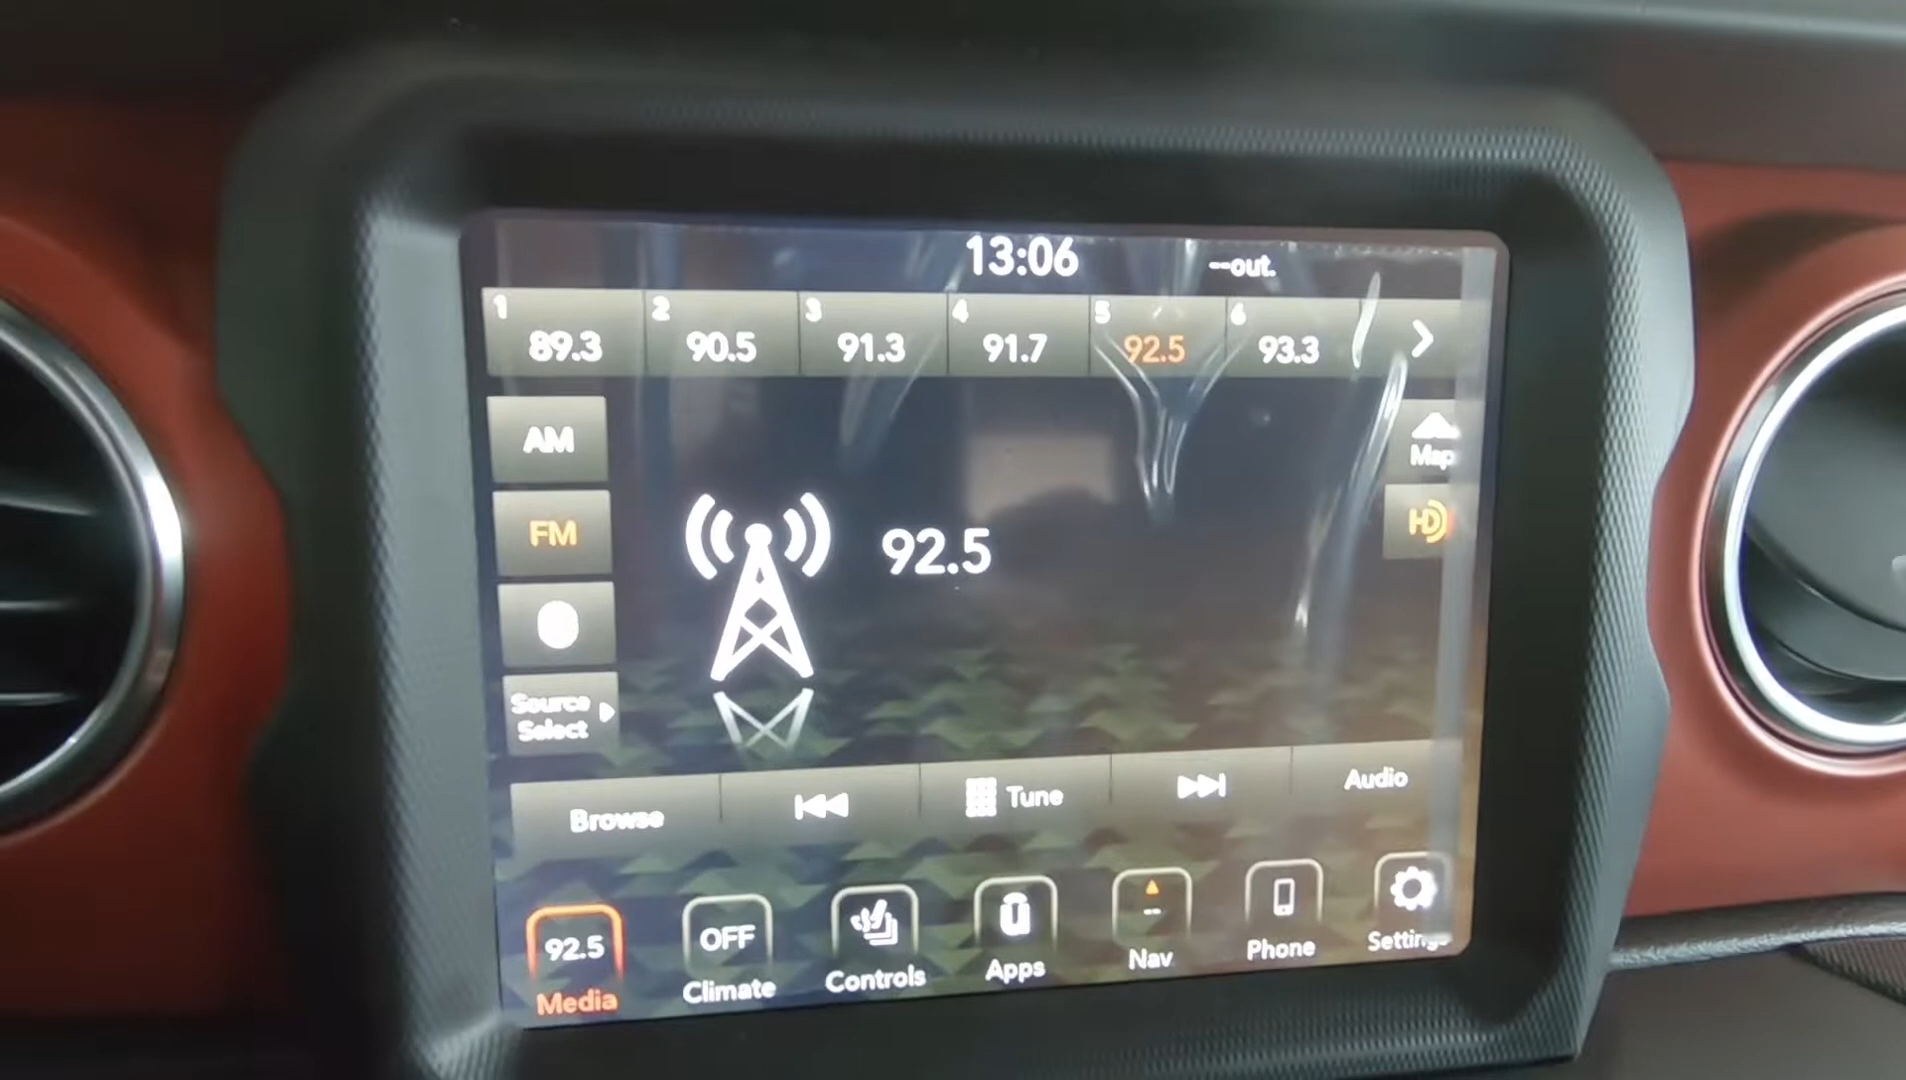 13:06
--out.
1 2 3 4 5 6
89.3 90.5 91.3 91.7 92.5 93.3
AM
Map
FM
HD
92.5
Source
Select
Browse
Tune
Audio
92.5
OFF
--
Media
Climate
Controls
Apps
Nav
Phone
Settings